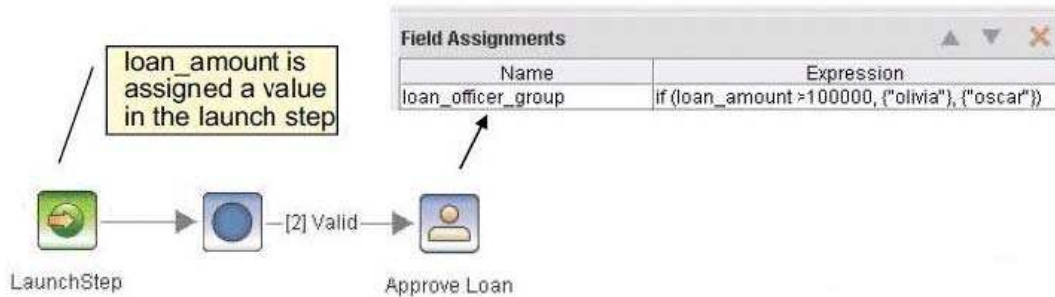 loan_amount is
assigned a value
in the launch step
Field Assignments
Name Expression
loan_officer_group if (loan_amount >100000, {"olivia"}, {"oscar"})
[2] Valid
LaunchStep
Approve Loan